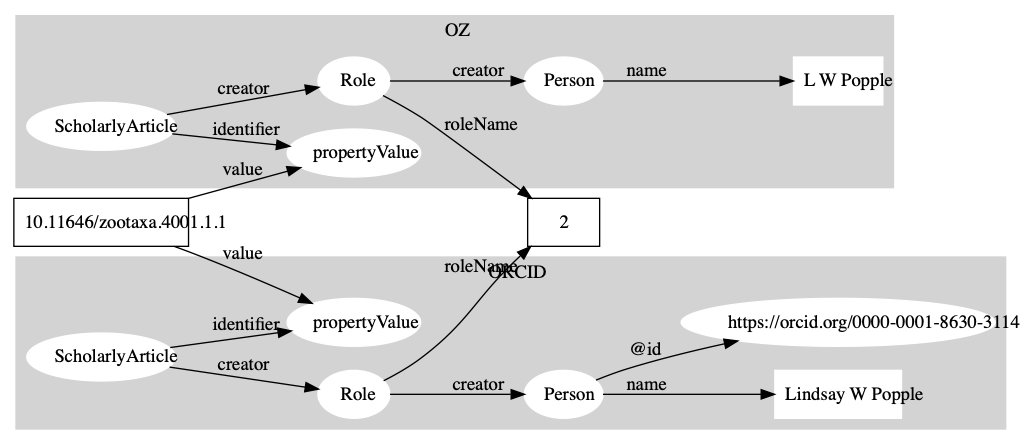 OZ
creator
Role
creator
Person
name
L W Popple
ScholarlyArticle
identifier
roleName
propertyValue
value
10.11646/zootaxa.4001.1.1
2
value
roleName
ORCID
ScholarlyArticle
identifier
propertyValue
https://orcid.org/0000-0001-8630-3114
@id
creator
Role
creator
Person
name
Lindsay W Popple